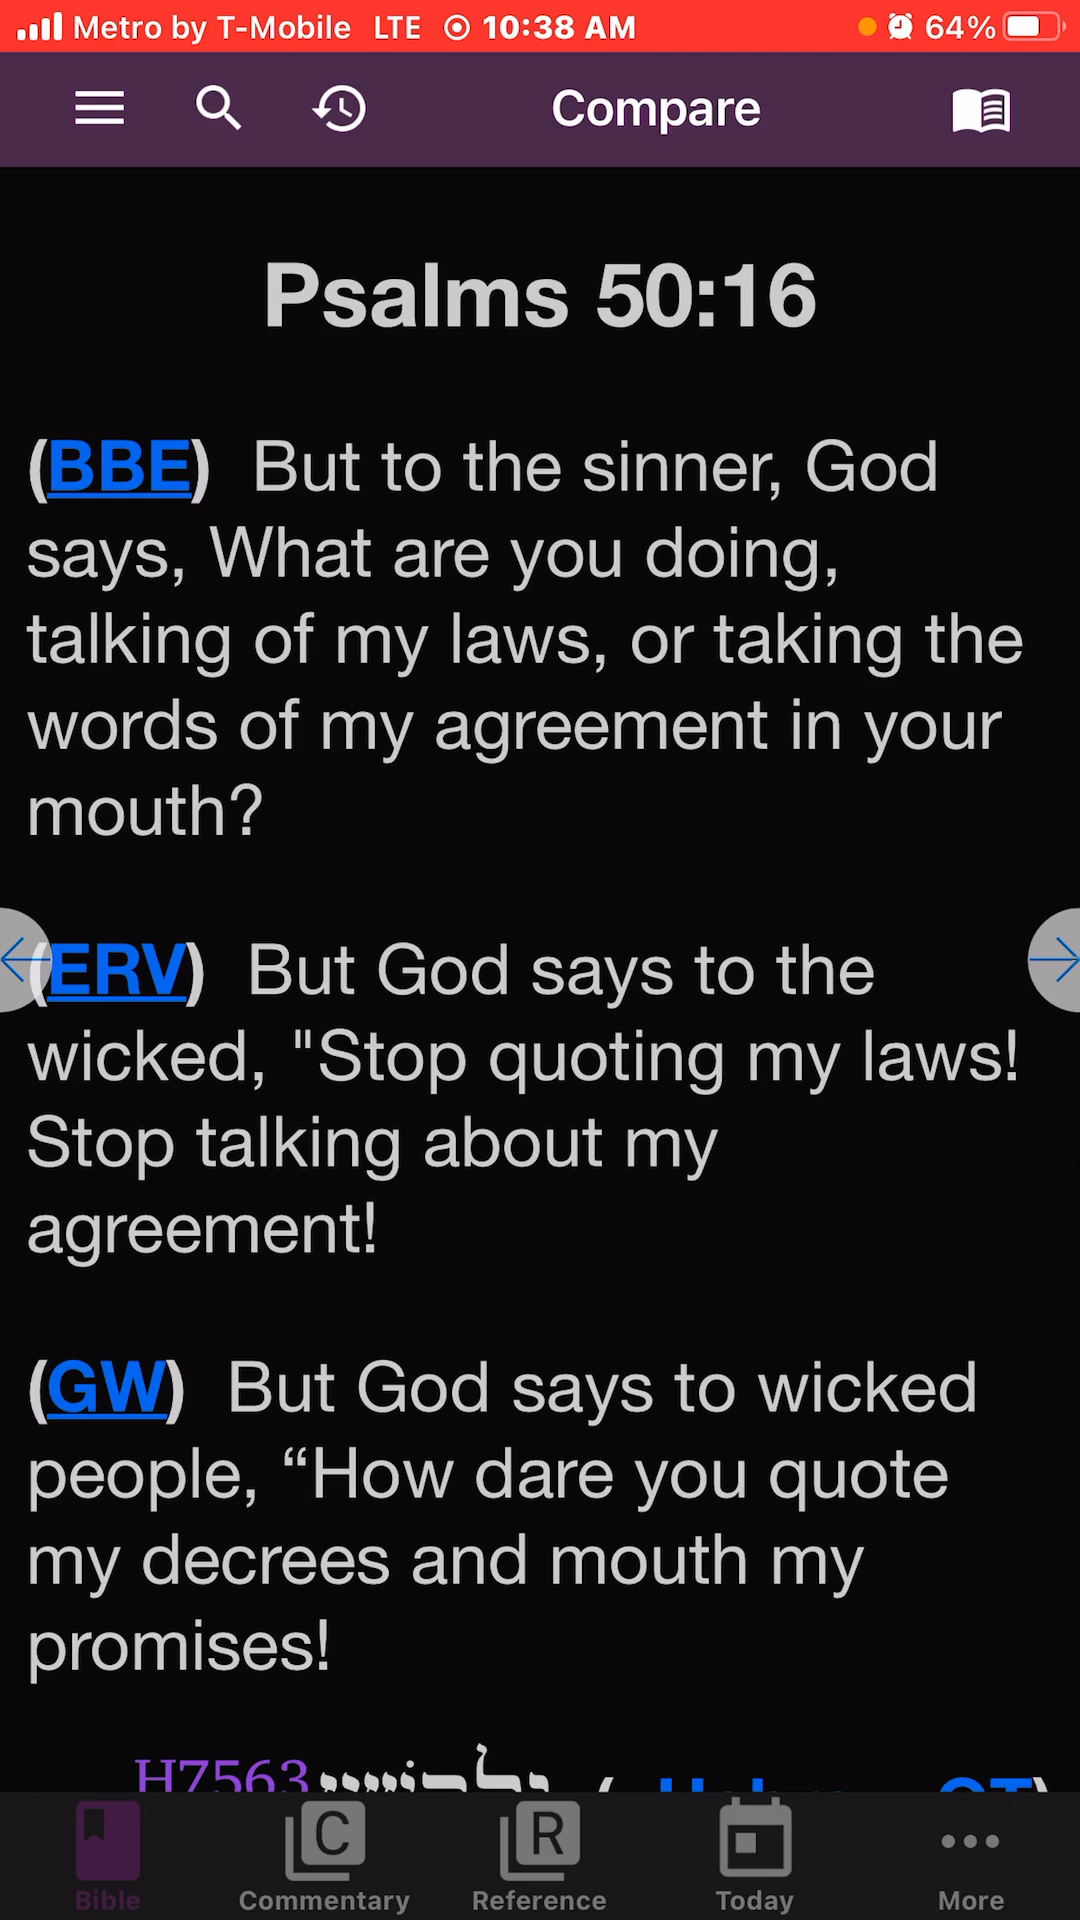 Metro by T-Mobile LTE 10:38 AM 64%
Compare
Psalms 50:16
(BBE) But to the sinner, God
says, What are you doing,
talking of my laws, or taking the
words of my agreement in your
mouth?
(ERV) But God says to the
wicked, "Stop quoting my laws!
Stop talking about my
agreement!
(GW) But God says to wicked
people, “How dare you quote
my decrees and mouth my
promises!
H7563
C R
Bible Commentary Reference Today More